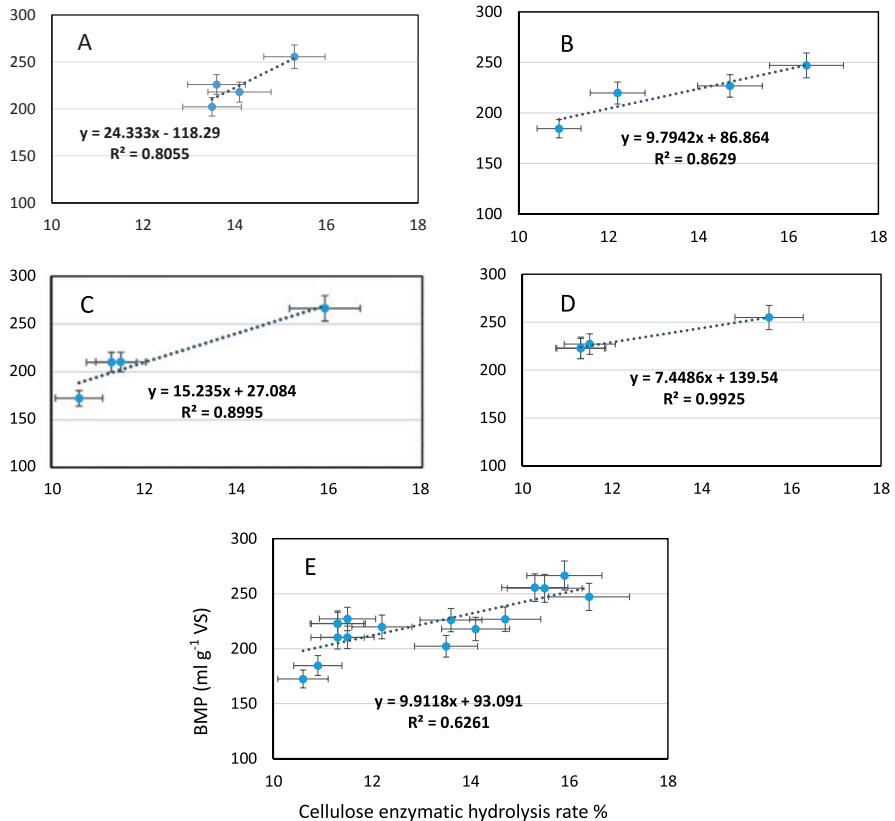 A
300
250
200
150
100
y = 24.333x - 118.29
R² = 0.8055
10 12 14 16 18
B
300
250
200
150
100
y = 9.7942x + 86.864
R² = 0.8629
10 12 14 16 18
C
300
250
200
150
100
y = 15.235x + 27.084
R² = 0.8995
10 12 14 16 18
D
300
250
200
150
100
y = 7.4486x + 139.54
R² = 0.9925
10 12 14 16 18
E
300
250
200
150
100
BMP (ml g⁻¹ VS)
y = 9.9118x + 93.091
R² = 0.6261
10 12 14 16 18
Cellulose enzymatic hydrolysis rate %